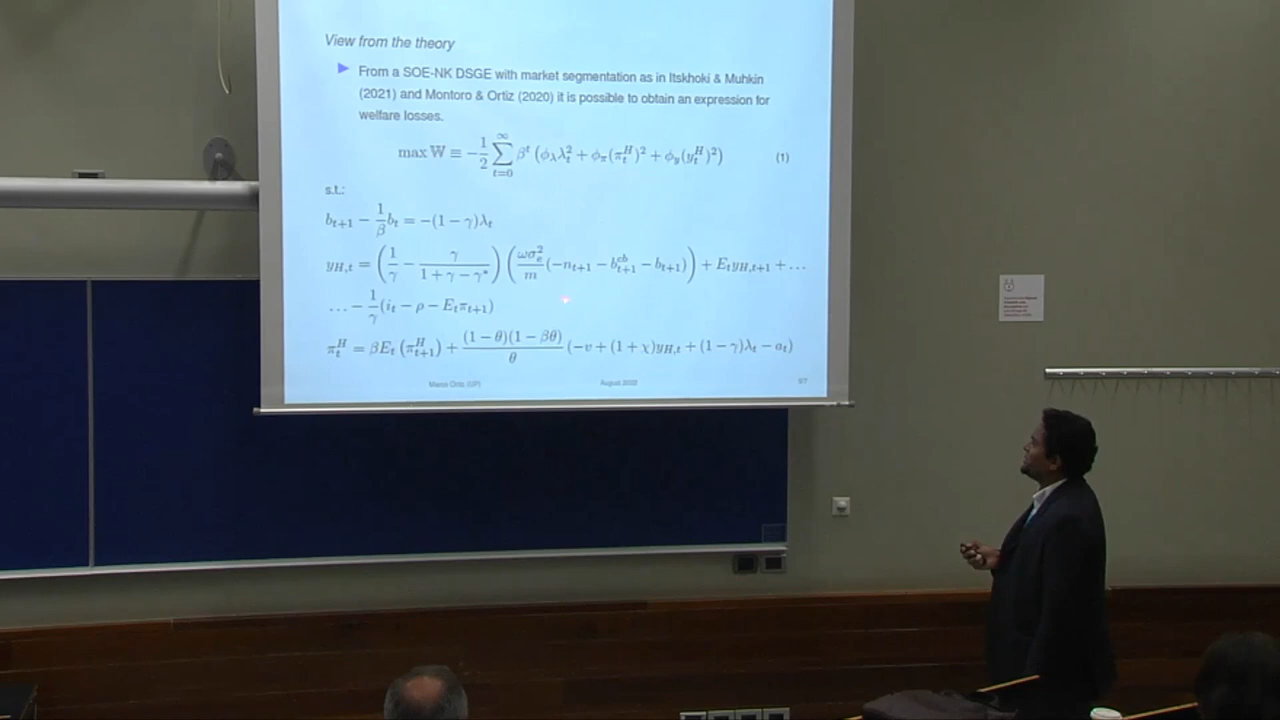 View from the theory
From a SOE-NK DSGE with market segmentation as in Itskhoki & Muhkin
(2021) and Montoro & Ortiz (2020) it is possible to obtain an expression for
welfare losses.
max 𝕎 ≡ −1/2 ∑_{t=0}^{∞} β^t (ϕ_λ λ_t^2 + ϕ_π (π_t^H)^2 + ϕ_y (y_t^H)^2) (1)
s.t.:
b_{t+1} − 1/β b_t = −(1 − γ)λ_t
y_{H,t} = (1/γ − γ/(1 + γ − γ*)) (ωσ_e^2/m (−n_{t+1} − b_{t+1}^{cb} − b_{t+1})) + E_t y_{H,t+1} + …
… − 1/γ (i_t − ρ − E_t π_{t+1})
π_t^H = βE_t (π_{t+1}^H) + (1 − θ)(1 − βθ)/θ (−v + (1 + χ)y_{H,t} + (1 − γ)λ_t − a_t)
Marco Ortiz (UP) August 2023